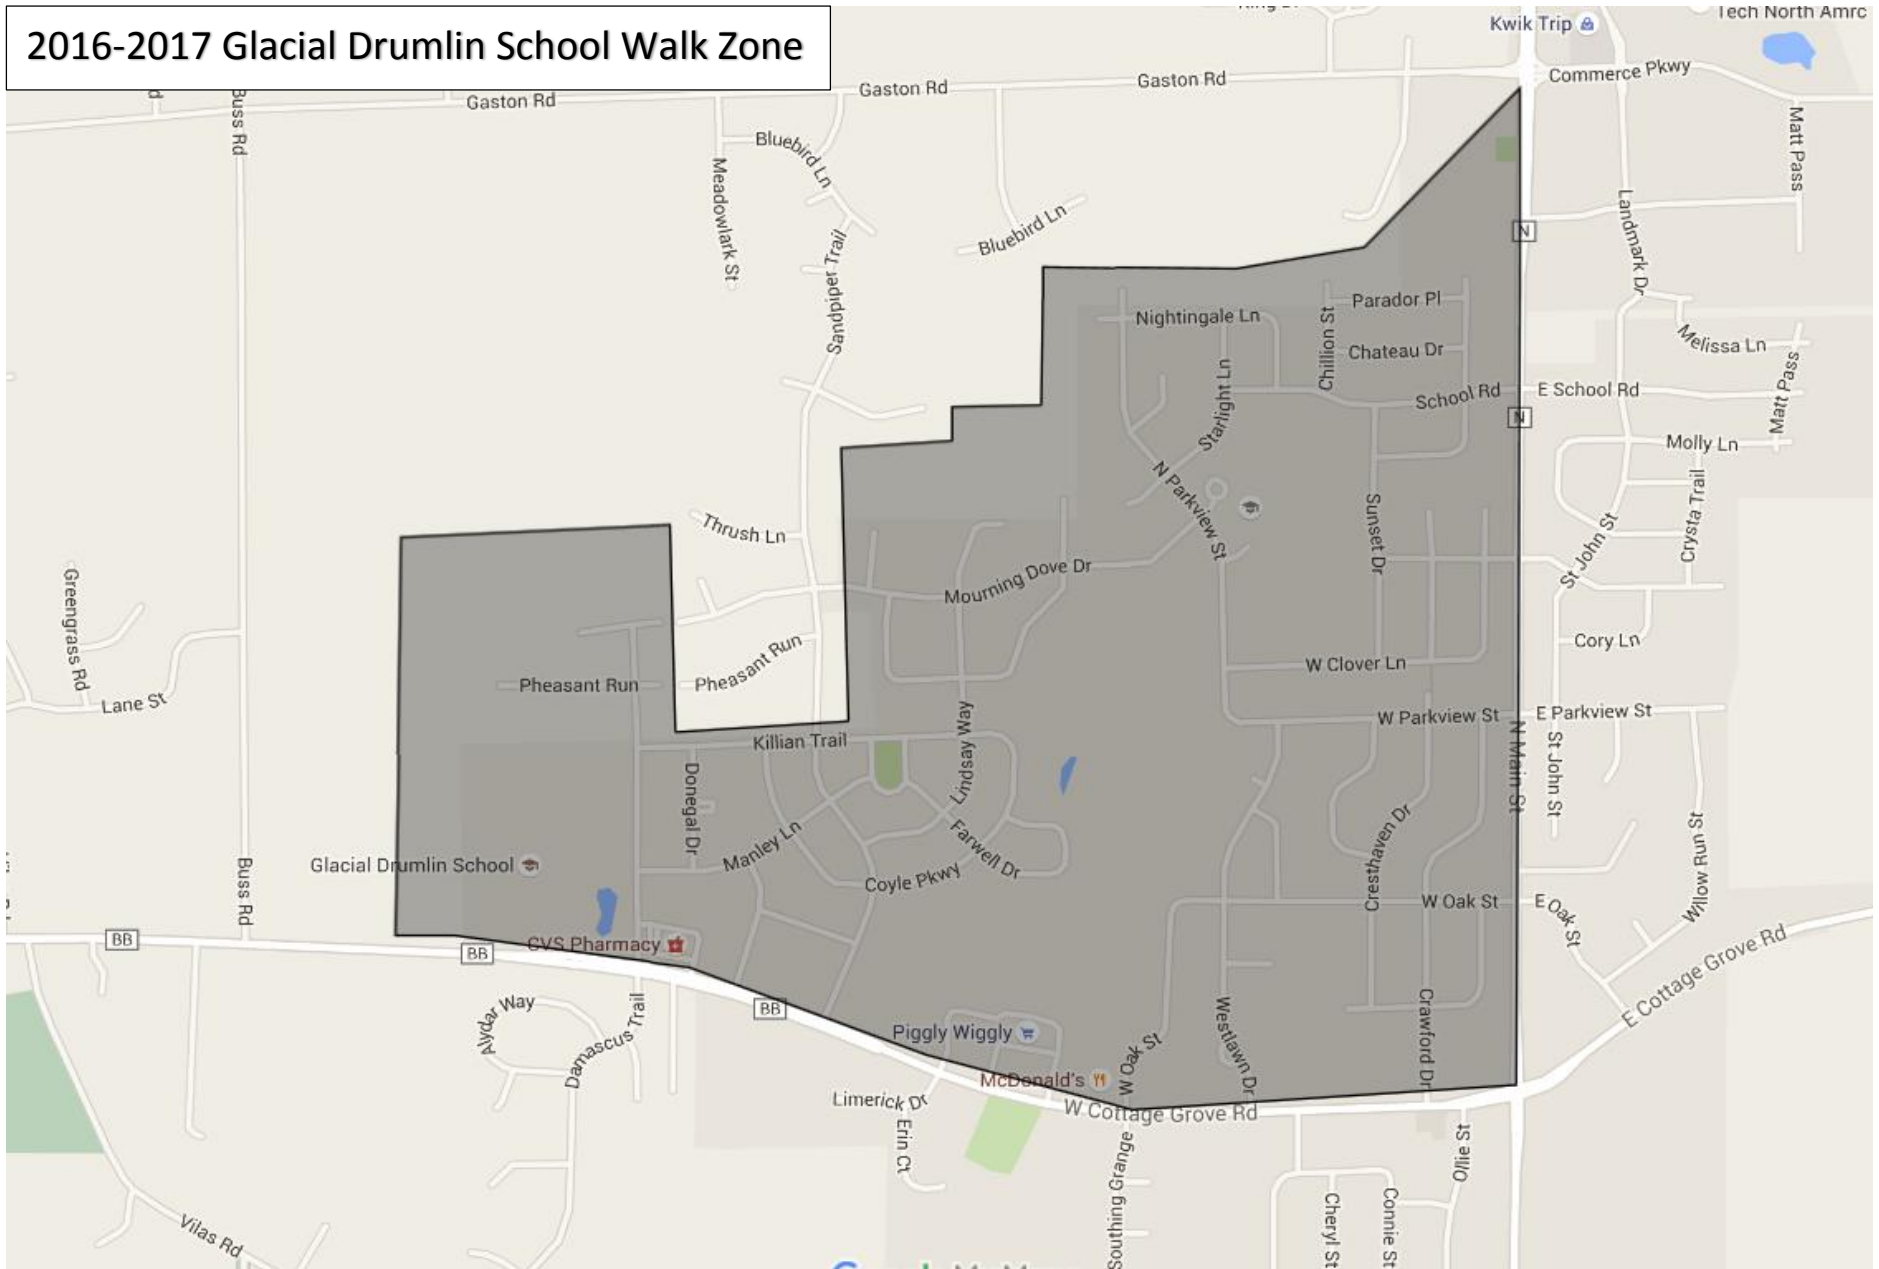 2016-2017 Glacial Drumlin School Walk Zone
Kwik Trip
Tech North Amrc
Commerce Pkwy
Gaston Rd
Gaston Rd
Gaston Rd
Buss Rd
Bluebird Ln
Meadowlark St
Matt Pass
Bluebird Ln
Landmark Dr
N
Sandpiper Trail
Nightingale Ln
Parador Pl
Chillion St
Chateau Dr
Melissa Ln
Starlight Ln
School Rd
E School Rd
Matt Pass
N
Molly Ln
N Parkview St
Crysta Trail
Thrush Ln
Sunset Dr
St John St
Mourning Dove Dr
Greengrass Rd
Cory Ln
Pheasant Run
Pheasant Run
W Clover Ln
Lane St
W Parkview St
E Parkview St
Killian Trail
Lindsay Way
N Main St
St John St
Donegal Dr
Manley Ln
Farwell Dr
Cresthaven Dr
Willow Run St
Glacial Drumlin School
Buss Rd
Coyle Pkwy
W Oak St
E Oak St
BB
BB
CVS Pharmacy
E Cottage Grove Rd
BB
Alydar Way
Damascus Trail
Piggly Wiggly
W Oak St
Westlawn Dr
Crawford Dr
McDonald's
Limerick Dr
W Cottage Grove Rd
Erin Ct
Southing Grange
Ollie St
Cheryl St
Connie St
Vilas Rd